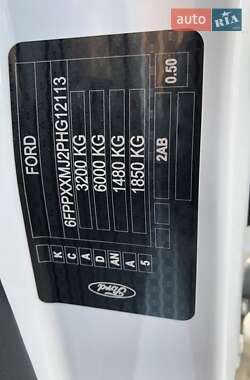 AUTO RIA
FORD
6FPPXXMJ2PHG12113
3200 KG
6000 KG
1480 KG
1850 KG
2AB
0.50
K
C
A
D
AN
A
5
Ford